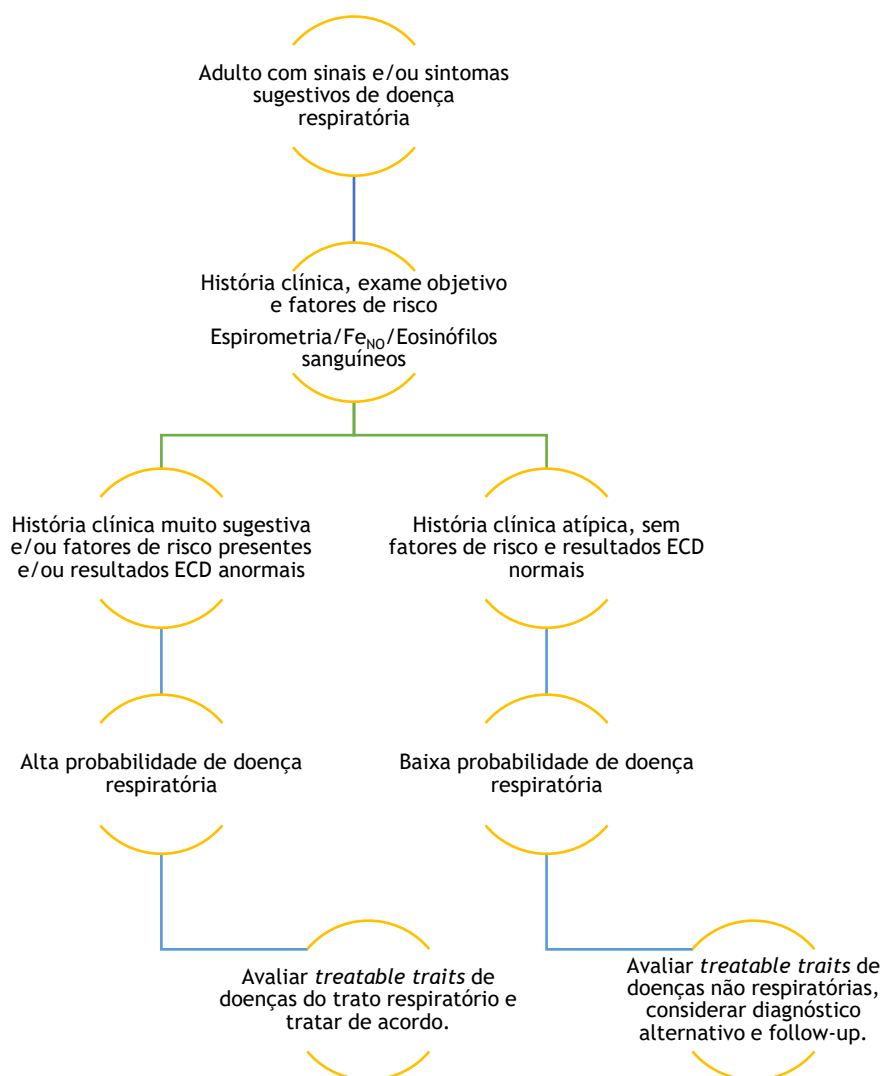 Adulto com sinais e/ou sintomas
sugestivos de doença
respiratória
História clínica, exame objetivo
e fatores de risco
Espirometria/FeNO/Eosinófilos
sanguíneos
História clínica muito sugestiva
e/ou fatores de risco presentes
e/ou resultados ECD anormais
História clínica atípica, sem
fatores de risco e resultados ECD
normais
Alta probabilidade de doença
respiratória
Baixa probabilidade de doença
respiratória
Avaliar treatable traits de
doenças do trato respiratório e
tratar de acordo.
Avaliar treatable traits de
doenças não respiratórias,
considerar diagnóstico
alternativo e follow-up.